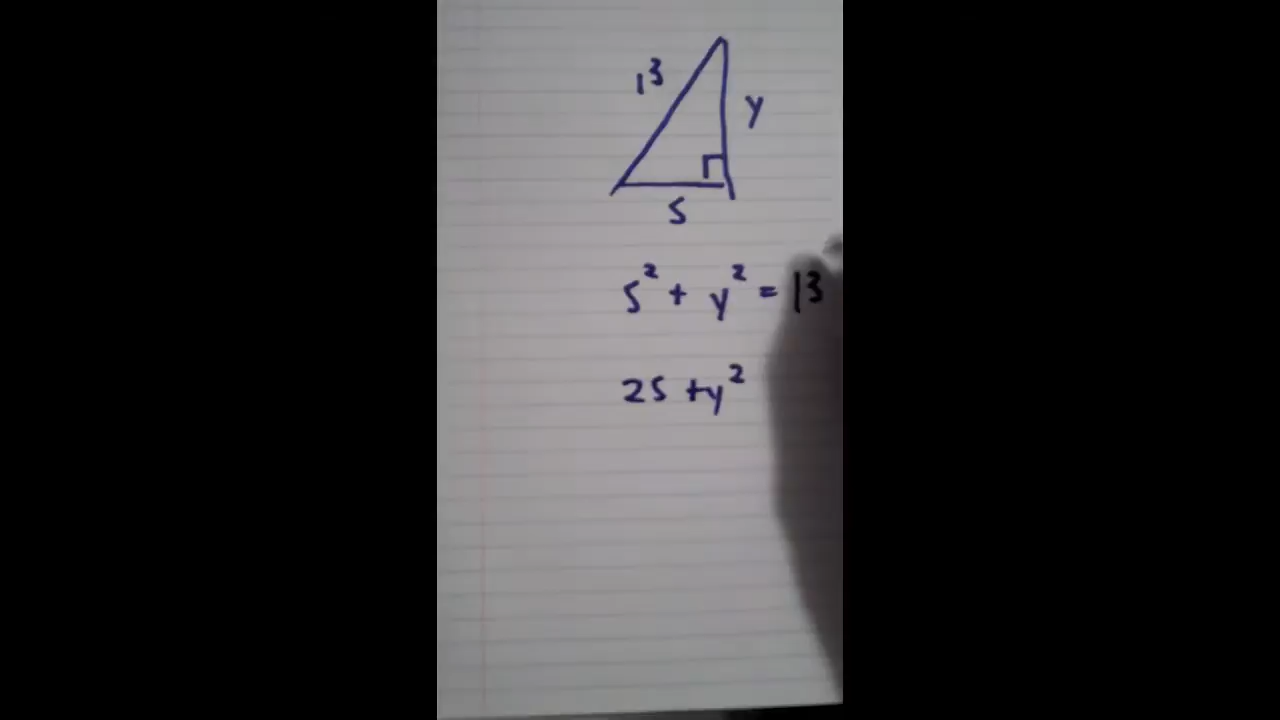 13
y
5
5² + y² = 13
25 + y²